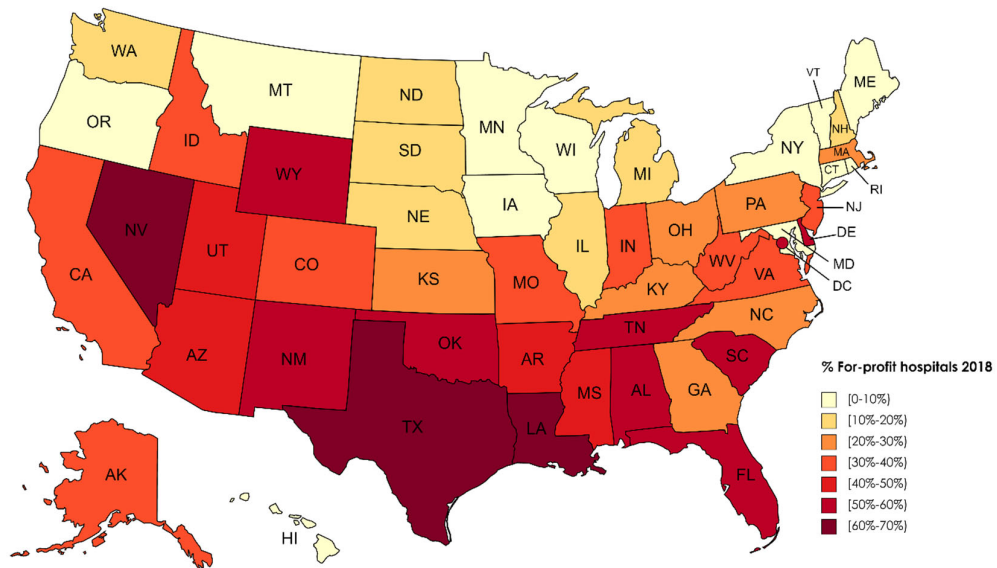 WA
MT
ND
MN
VT
ME
OR
ID
SD
WI
NY
NH
MA
CT
RI
WY
MI
IA
NE
PA
NJ
NV
IL
IN
OH
DE
UT
CO
MD
CA
KS
MO
WV
VA
DC
KY
NC
TN
AZ
NM
OK
AR
SC
MS
AL
GA
TX
LA
FL
AK
HI
% For-profit hospitals 2018
[0-10%)
[10%-20%)
[20%-30%)
[30%-40%)
[40%-50%)
[50%-60%)
[60%-70%)